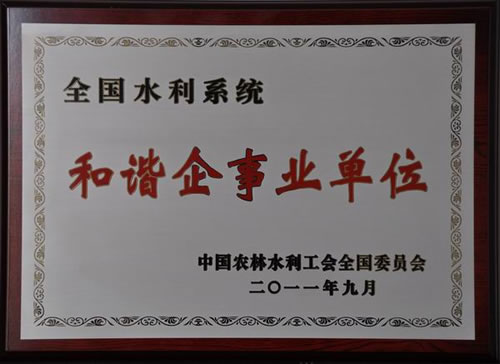 全国水利系统
和谐企事业单位
中国农林水利工会全国委员会
二〇一一年九月